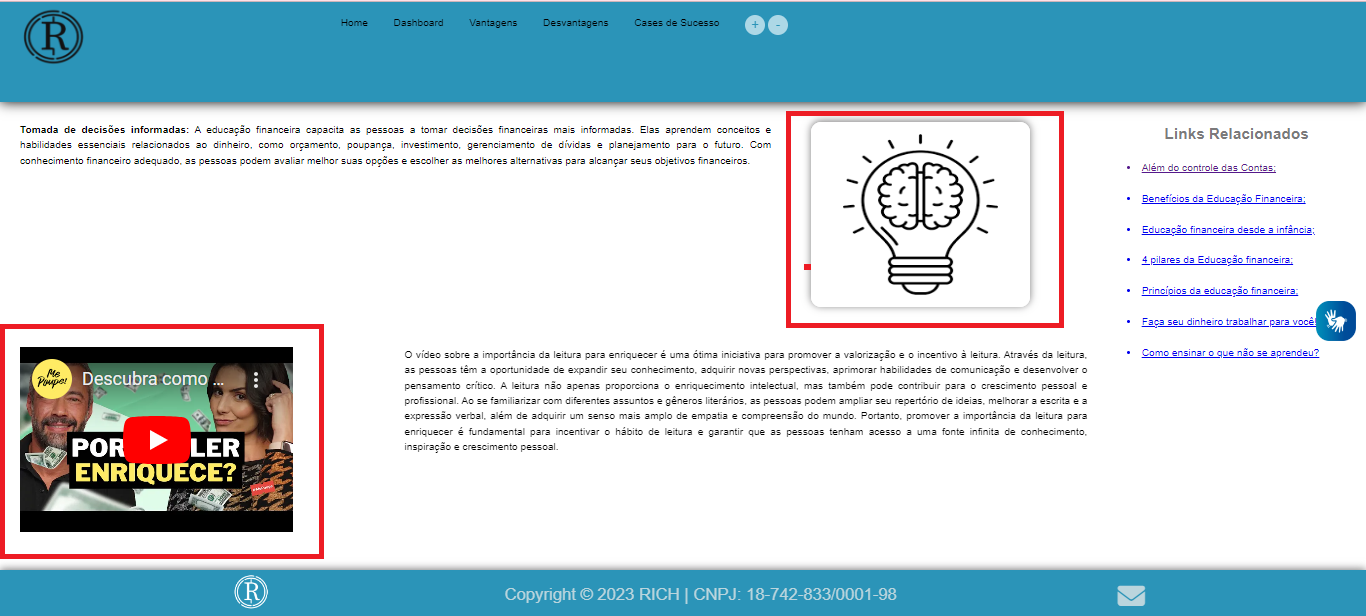 R
Home Dashboard Vantagens Desvantagens Cases de Sucesso + -
Tomada de decisões informadas: A educação financeira capacita as pessoas a tomar decisões financeiras mais informadas. Elas aprendem conceitos e
habilidades essenciais relacionados ao dinheiro, como orçamento, poupança, investimento, gerenciamento de dívidas e planejamento para o futuro. Com
conhecimento financeiro adequado, as pessoas podem avaliar melhor suas opções e escolher as melhores alternativas para alcançar seus objetivos financeiros.
Links Relacionados
Além do controle das Contas;
Benefícios da Educação Financeira;
Educação financeira desde a infância;
4 pilares da Educação financeira;
Princípios da educação financeira;
Faça seu dinheiro trabalhar para você!
Como ensinar o que não se aprendeu?
Me
Poupe!
Descubra como ...
POR LER
ENRIQUECE?
O vídeo sobre a importância da leitura para enriquecer é uma ótima iniciativa para promover a valorização e o incentivo à leitura. Através da leitura,
as pessoas têm a oportunidade de expandir seu conhecimento, adquirir novas perspectivas, aprimorar habilidades de comunicação e desenvolver o
pensamento crítico. A leitura não apenas proporciona o enriquecimento intelectual, mas também pode contribuir para o crescimento pessoal e
profissional. Ao se familiarizar com diferentes assuntos e gêneros literários, as pessoas podem ampliar seu repertório de ideias, melhorar a escrita e a
expressão verbal, além de adquirir um senso mais amplo de empatia e compreensão do mundo. Portanto, promover a importância da leitura para
enriquecer é fundamental para incentivar o hábito de leitura e garantir que as pessoas tenham acesso a uma fonte infinita de conhecimento,
inspiração e crescimento pessoal.
R
Copyright © 2023 RICH | CNPJ: 18-742-833/0001-98